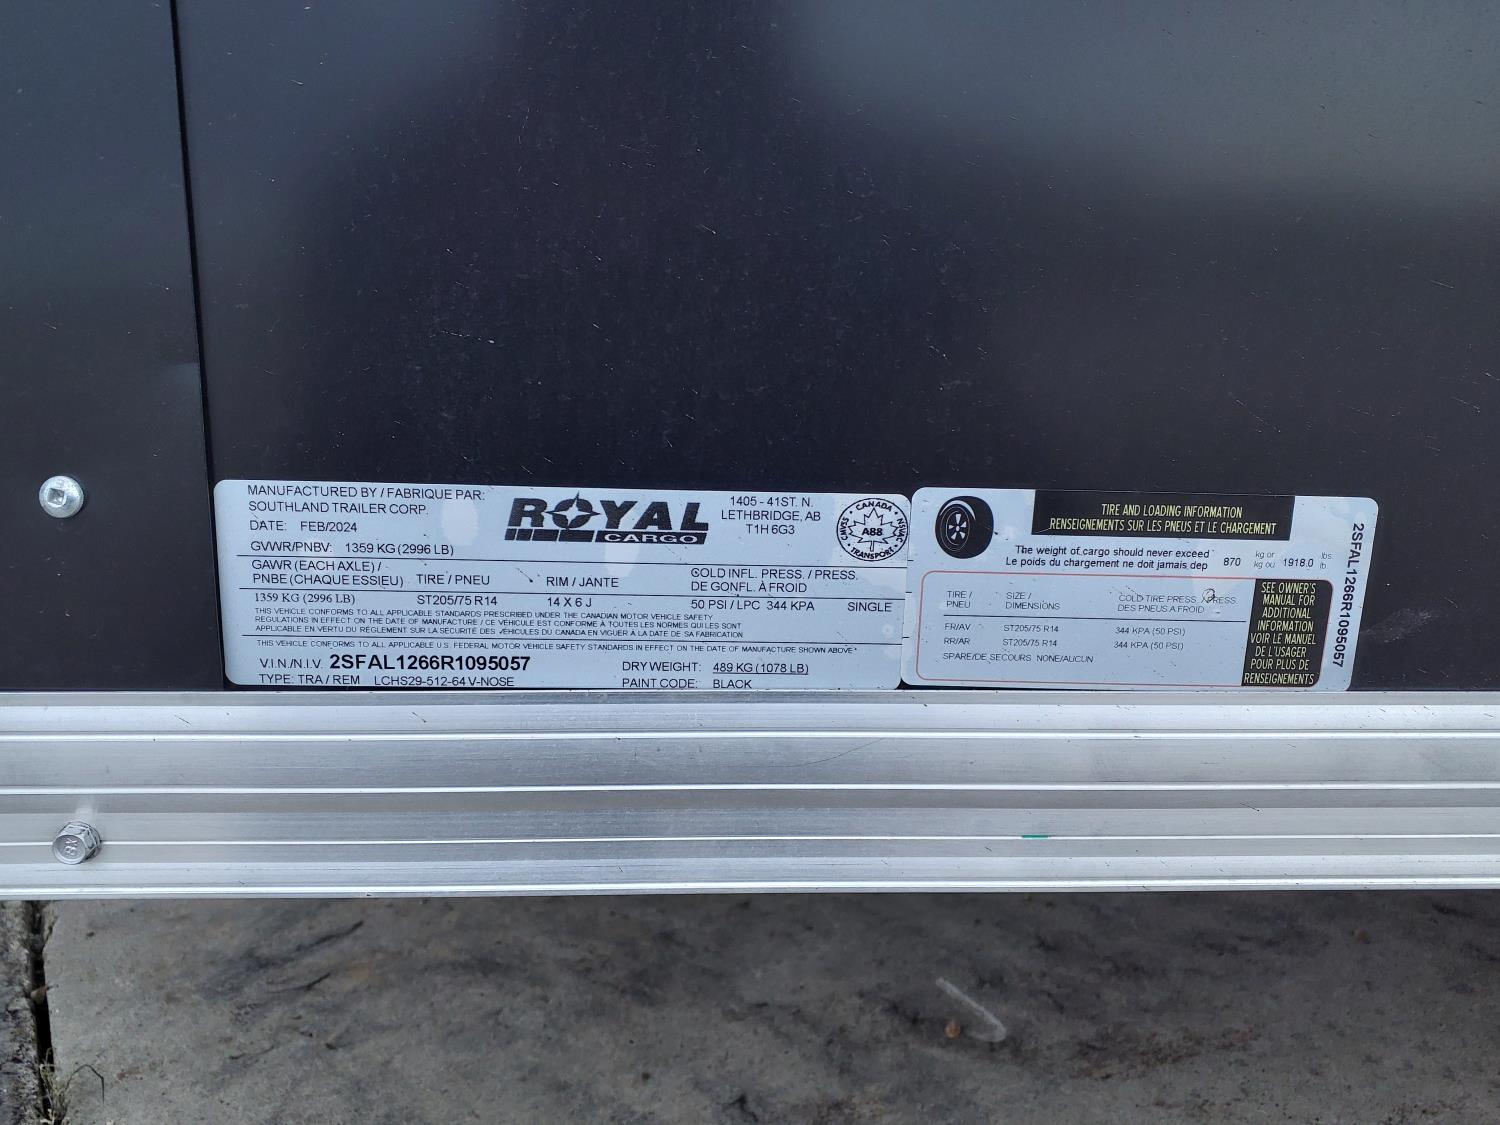 MANUFACTURED BY / FABRIQUE PAR:
SOUTHLAND TRAILER CORP.
DATE: FEB/2024
GVWR/PNBV: 1359 KG (2996 LB)
ROYAL
CARGO
1405 - 41ST. N.
LETHBRIDGE, AB
T1H 6G3
CANADA
A88
TRANSPORT
CMVSS
NSVAC
GAWR (EACH AXLE) /
PNBE (CHAQUE ESSIEU) TIRE / PNEU RIM / JANTE COLD INFL. PRESS. / PRESS.
DE GONFL. À FROID
1359 KG (2996 LB) ST205/75 R14 14 X 6 J 50 PSI / LPC 344 KPA SINGLE
THIS VEHICLE CONFORMS TO ALL APPLICABLE STANDARDS PRESCRIBED UNDER THE CANADIAN MOTOR VEHICLE SAFETY
REGULATIONS IN EFFECT ON THE DATE OF MANUFACTURE / CE VEHICULE EST CONFORME À TOUTES LES NORMES QUI LES SONT
APPLICABLE EN VERTU DU RÈGLEMENT SUR LA SÉCURITÉ DES VÉHICULES DU CANADA EN VIGUER À LA DATE DE SA FABRICATION.
THIS VEHICLE CONFORMS TO ALL APPLICABLE U.S. FEDERAL MOTOR VEHICLE SAFETY STANDARDS IN EFFECT ON THE DATE OF MANUFACTURE SHOWN ABOVE
V.I.N./N.I.V. 2SFAL1266R1095057 DRY WEIGHT: 489 KG (1078 LB)
TYPE: TRA / REM LCHS29-512-64 V-NOSE PAINT CODE: BLACK
TIRE AND LOADING INFORMATION
RENSEIGNEMENTS SUR LES PNEUS ET LE CHARGEMENT
The weight of cargo should never exceed kg or lbs
Le poids du chargement ne doit jamais dep 870 kg ou 1918.0 lb
TIRE / SIZE / COLD TIRE PRESS. / PRESS.
PNEU DIMENSIONS DES PNEUS A FROID
FR/AV ST205/75 R14 344 KPA (50 PSI)
RR/AR ST205/75 R14 344 KPA (50 PSI)
SPARE/DE SECOURS NONE/AUCUN
SEE OWNER'S
MANUAL FOR
ADDITIONAL
INFORMATION
VOIR LE MANUEL
DE L'USAGER
POUR PLUS DE
RENSEIGNEMENTS
2SFAL1266R1095057